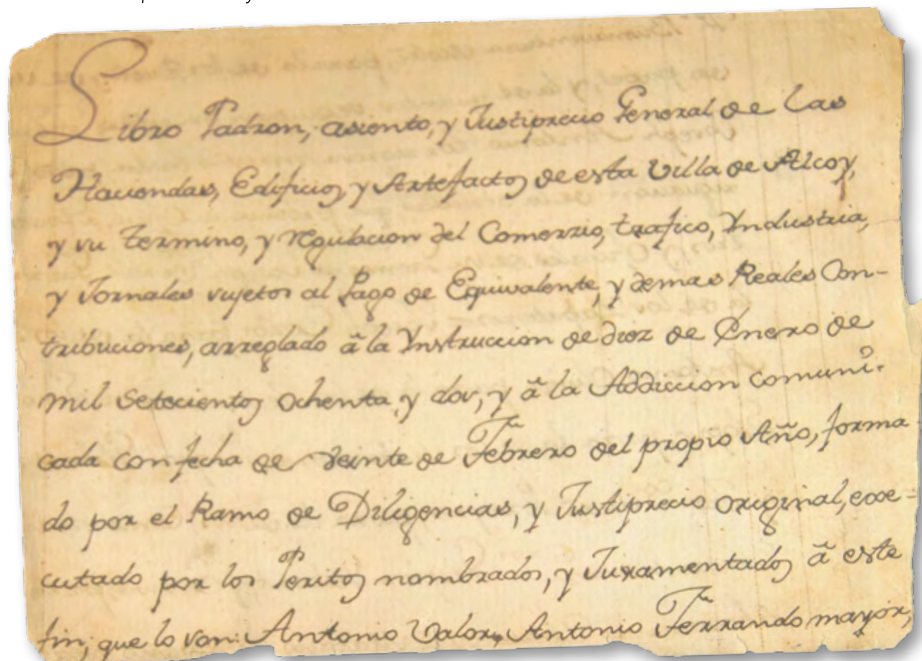 Libro Padron, asiento, y Justiprecio General de las
Haciendas, Edificios, y Artefactos de esta Villa de Alcoy,
y su termino, y regulacion del Comerzio, trafico, Yndustria,
y Jornales sujetos al Pago de Equivalente, y demas Reales Con-
tribuciones, arreglado â la Ynstruccion de diez de Enero de
mil setecientos ochenta, y dos, y â la Addiccion comuni-
cada con fecha de veinte de Febrero del propio Año, forma
do por el Ramo de Diligencias, y Justiprecio original, exe-
cutado por los Peritos nombrados, y Juramentados â este
fin; que lo son: Antonio Valor, Antonio Ferrando mayor,